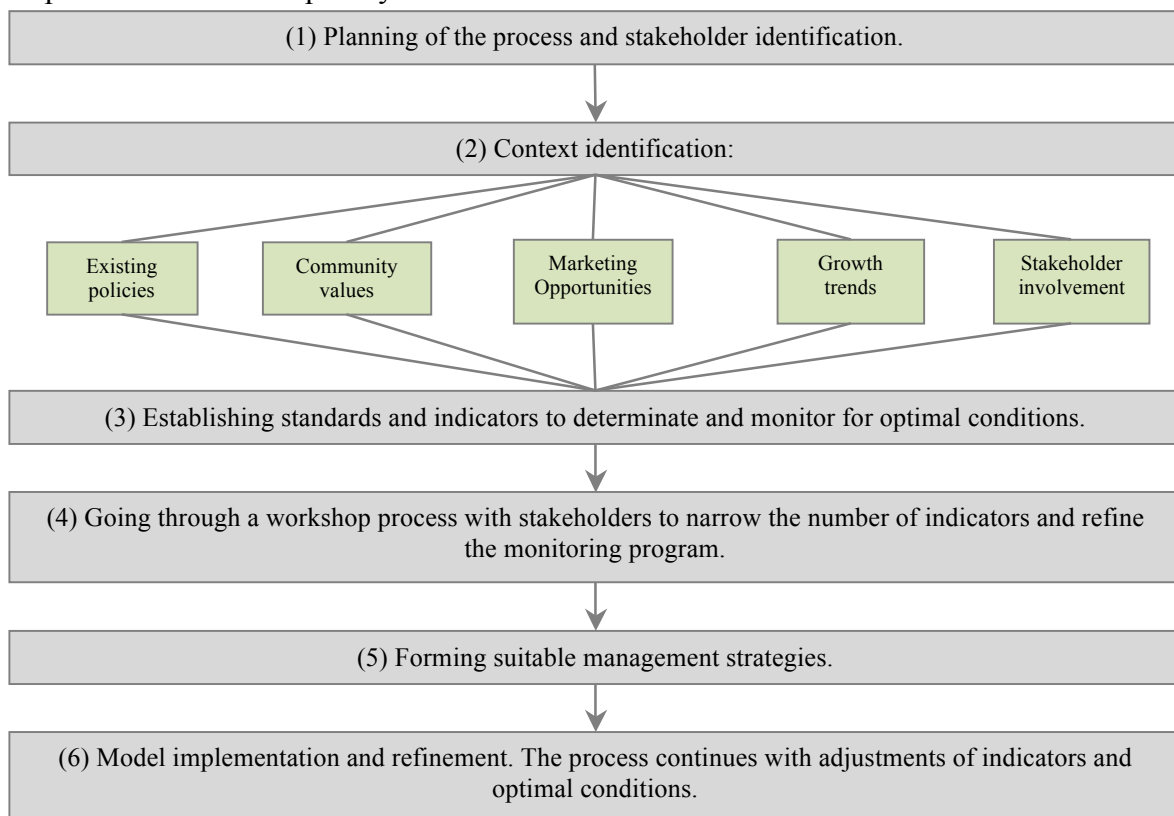 (1) Planning of the process and stakeholder identification.
(2) Context identification:
Existing
policies
Community
values
Marketing
Opportunities
Growth
trends
Stakeholder
involvement
(3) Establishing standards and indicators to determinate and monitor for optimal conditions.
(4) Going through a workshop process with stakeholders to narrow the number of indicators and refine
the monitoring program.
(5) Forming suitable management strategies.
(6) Model implementation and refinement. The process continues with adjustments of indicators and
optimal conditions.